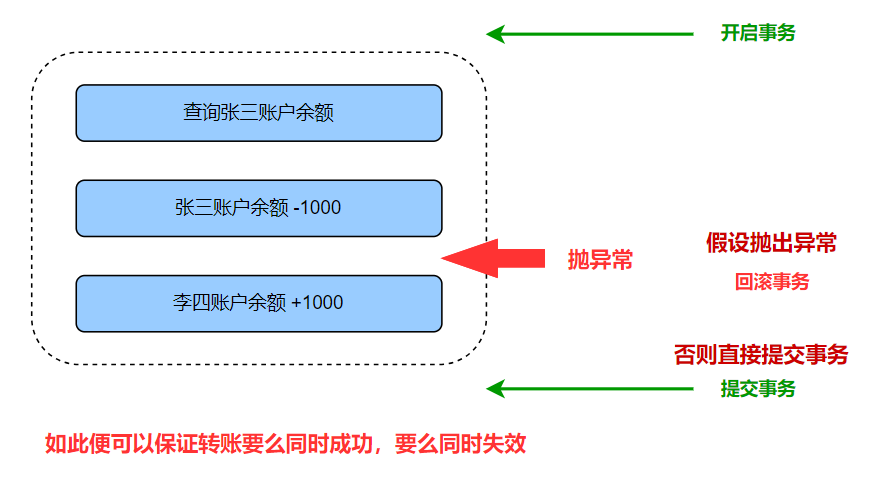 开启事务
查询张三账户余额
张三账户余额 -1000
假设抛出异常
抛异常
回滚事务
李四账户余额 +1000
否则直接提交事务
提交事务
如此便可以保证转账要么同时成功，要么同时失效